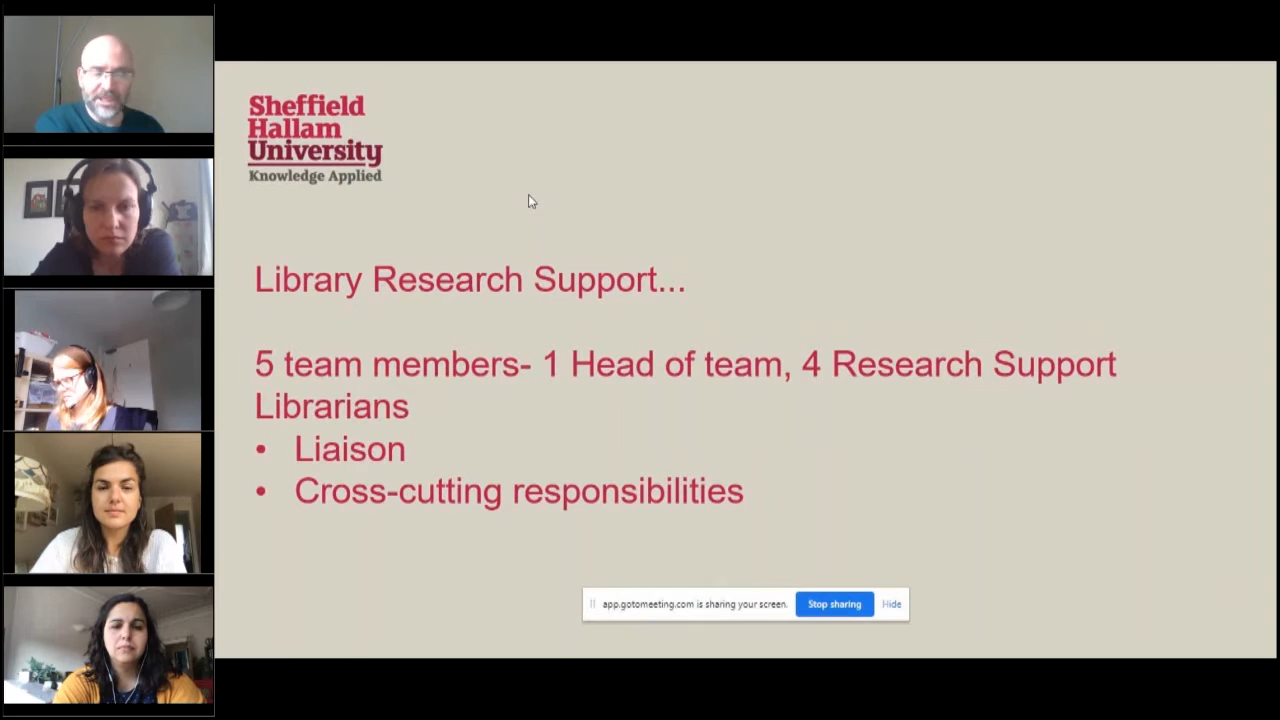 Sheffield
Hallam
University
Knowledge Applied
Library Research Support...
5 team members- 1 Head of team, 4 Research Support
Librarians
• Liaison
• Cross-cutting responsibilities
app.gotomeeting.com is sharing your screen. Stop sharing Hide